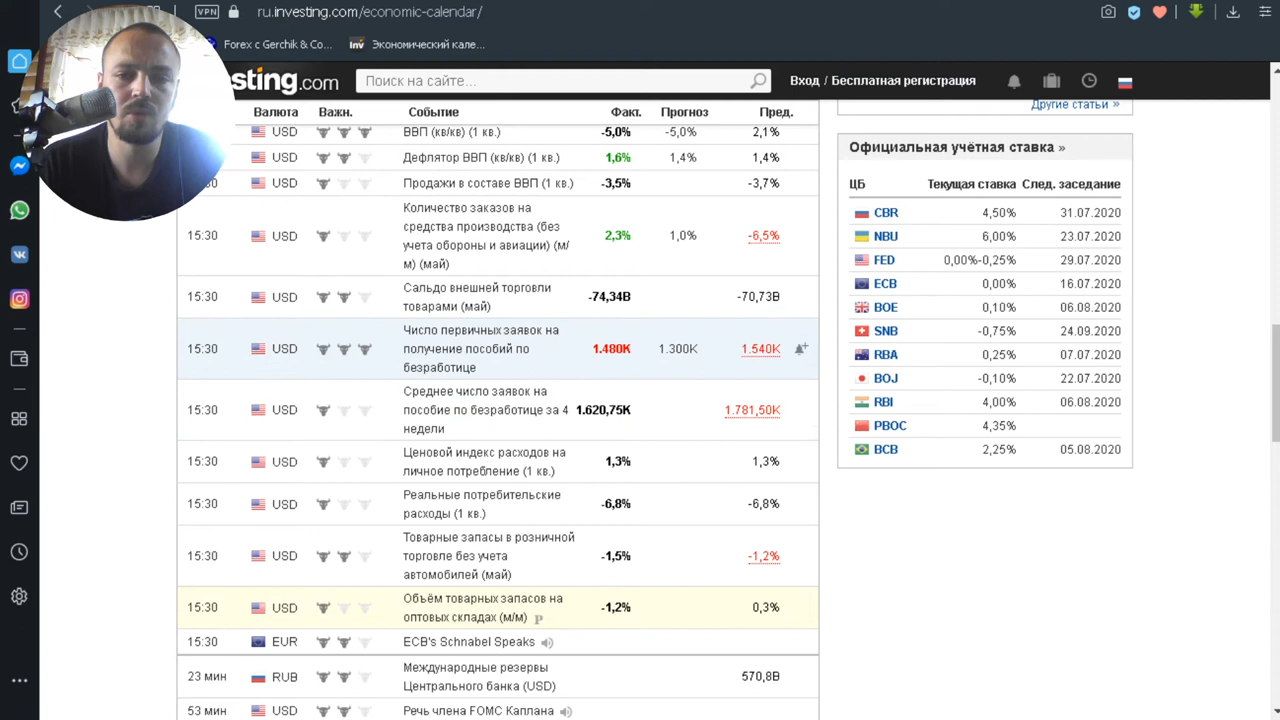 VPN
ru.investing.com/economic-calendar/
Forex с Gerchik & Co...
Inv
Экономический кале...
sting.com
Поиск на сайте...
Вход / Бесплатная регистрация
Валюта Важн. Событие Факт. Прогноз Пред.
USD ВВП (кв/кв) (1 кв.) -5,0% -5,0% 2,1%
USD Дефлятор ВВП (кв/кв) (1 кв.) 1,6% 1,4% 1,4%
USD Продажи в составе ВВП (1 кв.) -3,5% -3,7%
Количество заказов на
средства производства (без
15:30 USD учета обороны и авиации) (м/ 2,3% 1,0% -6,5%
м) (май)
Сальдо внешней торговли
15:30 USD -74,34B -70,73B
товарами (май)
Число первичных заявок на
15:30 USD получение пособий по 1.480K 1.300K 1.540K
безработице
Среднее число заявок на
15:30 USD пособие по безработице за 4 1.620,75K 1.781,50K
недели
Ценовой индекс расходов на
15:30 USD 1,3% 1,3%
личное потребление (1 кв.)
Реальные потребительские
15:30 USD -6,8% -6,8%
расходы (1 кв.)
Товарные запасы в розничной
15:30 USD торговле без учета -1,5% -1,2%
автомобилей (май)
Объём товарных запасов на
15:30 USD -1,2% 0,3%
оптовых складах (м/м) P
15:30 EUR ECB's Schnabel Speaks
Международные резервы
23 мин RUB 570,8B
Центрального банка (USD)
53 мин USD Речь члена FOMC Каплана
Другие статьи »
Официальная учётная ставка »
ЦБ Текущая ставка След. заседание
CBR 4,50% 31.07.2020
NBU 6,00% 23.07.2020
FED 0,00%-0,25% 29.07.2020
ECB 0,00% 16.07.2020
BOE 0,10% 06.08.2020
SNB -0,75% 24.09.2020
RBA 0,25% 07.07.2020
BOJ -0,10% 22.07.2020
RBI 4,00% 06.08.2020
PBOC 4,35%
BCB 2,25% 05.08.2020